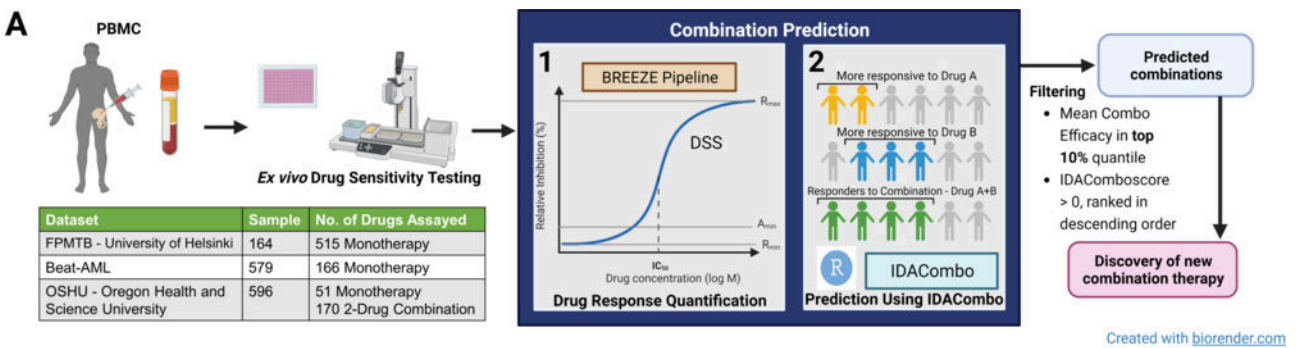 A
PBMC
Ex vivo Drug Sensitivity Testing
Dataset Sample No. of Drugs Assayed
FPMTB - University of Helsinki 164 515 Monotherapy
Beat-AML 579 166 Monotherapy
OSHU - Oregon Health and Science University 596 51 Monotherapy
170 2-Drug Combination
Combination Prediction
1
BREEZE Pipeline
Rmax
DSS
Relative Inhibition (%)
Amin
Rmin
IC50
Drug concentration (log M)
Drug Response Quantification
2
More responsive to Drug A
More responsive to Drug B
Responders to Combination - Drug A+B
R
IDACombo
Prediction Using IDACombo
Predicted
combinations
Filtering
• Mean Combo
Efficacy in top
10% quantile
• IDAComboscore
> 0, ranked in
descending order
Discovery of new
combination therapy
Created with biorender.com